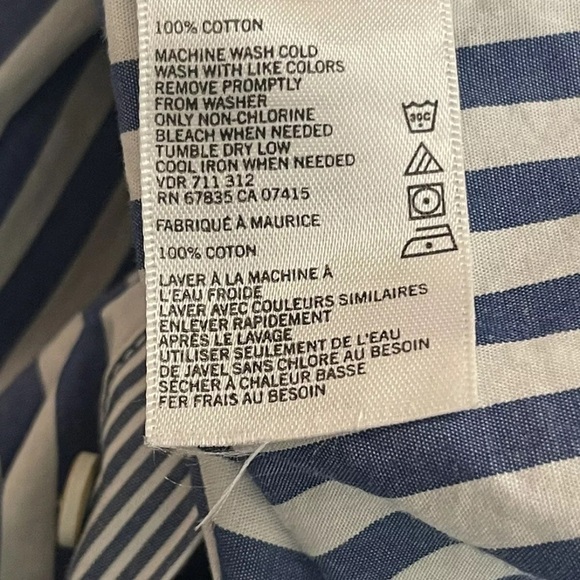 100% COTTON
MACHINE WASH COLD
WASH WITH LIKE COLORS
REMOVE PROMPTLY
FROM WASHER
ONLY NON-CHLORINE
BLEACH WHEN NEEDED
TUMBLE DRY LOW
COOL IRON WHEN NEEDED
VDR 711 312
RN 67835 CA 07415
FABRIQUÉ À MAURICE
100% COTON
LAVER À LA MACHINE À
L'EAU FROIDE
LAVER AVEC COULEURS SIMILAIRES
ENLEVER RAPIDEMENT
APRÈS LE LAVAGE
UTILISER SEULEMENT DE L'EAU
DE JAVEL SANS CHLORE AU BESOIN
SÉCHER À CHALEUR BASSE
FER FRAIS AU BESOIN
30C